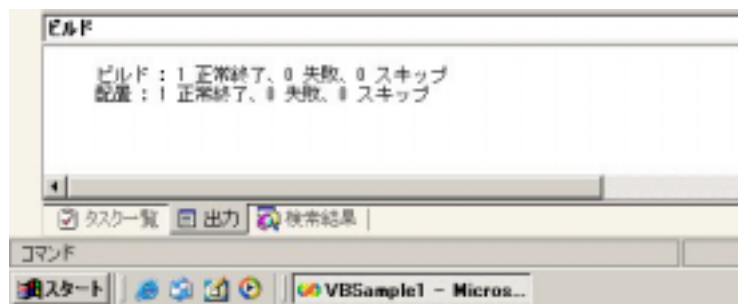 ビルド
ビルド : 1 正常終了、0 失敗、0 スキップ
配置 : 1 正常終了、0 失敗、0 スキップ
タスク一覧 出力 検索結果
コマンド
スタート VBSample1 - Micros...